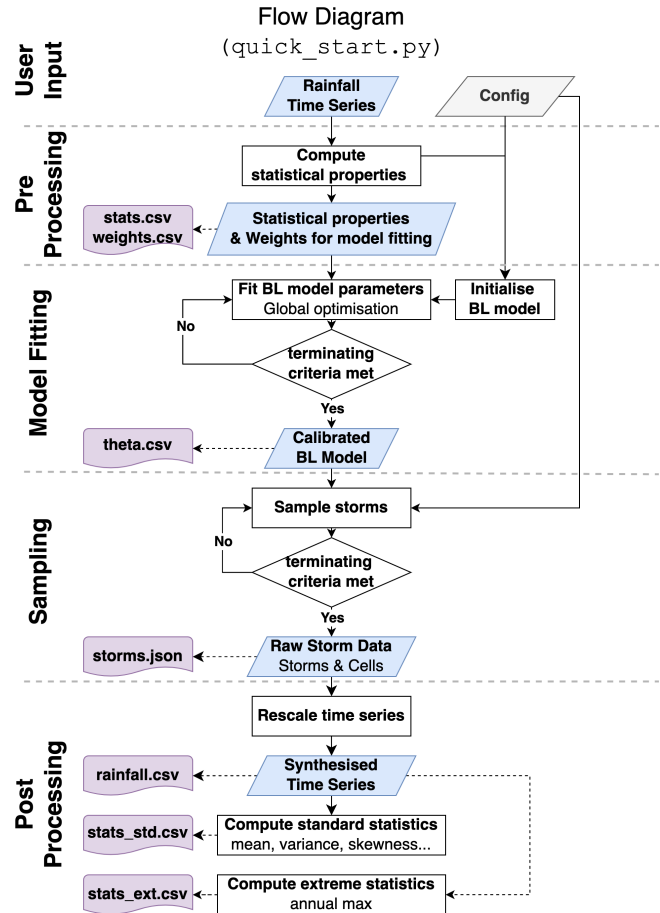 Flow Diagram
(quick_start.py)
User
Input
Rainfall
Time Series
Config
Pre
Processing
Compute
statistical properties
stats.csv
weights.csv
Statistical properties
& Weights for model fitting
Model Fitting
Fit BL model parameters
Global optimisation
Initialise
BL model
No
terminating
criteria met
Yes
theta.csv
Calibrated
BL Model
Sampling
Sample storms
No
terminating
criteria met
Yes
storms.json
Raw Storm Data
Storms & Cells
Post
Processing
Rescale time series
rainfall.csv
Synthesised
Time Series
stats_std.csv
Compute standard statistics
mean, variance, skewness...
stats_ext.csv
Compute extreme statistics
annual max